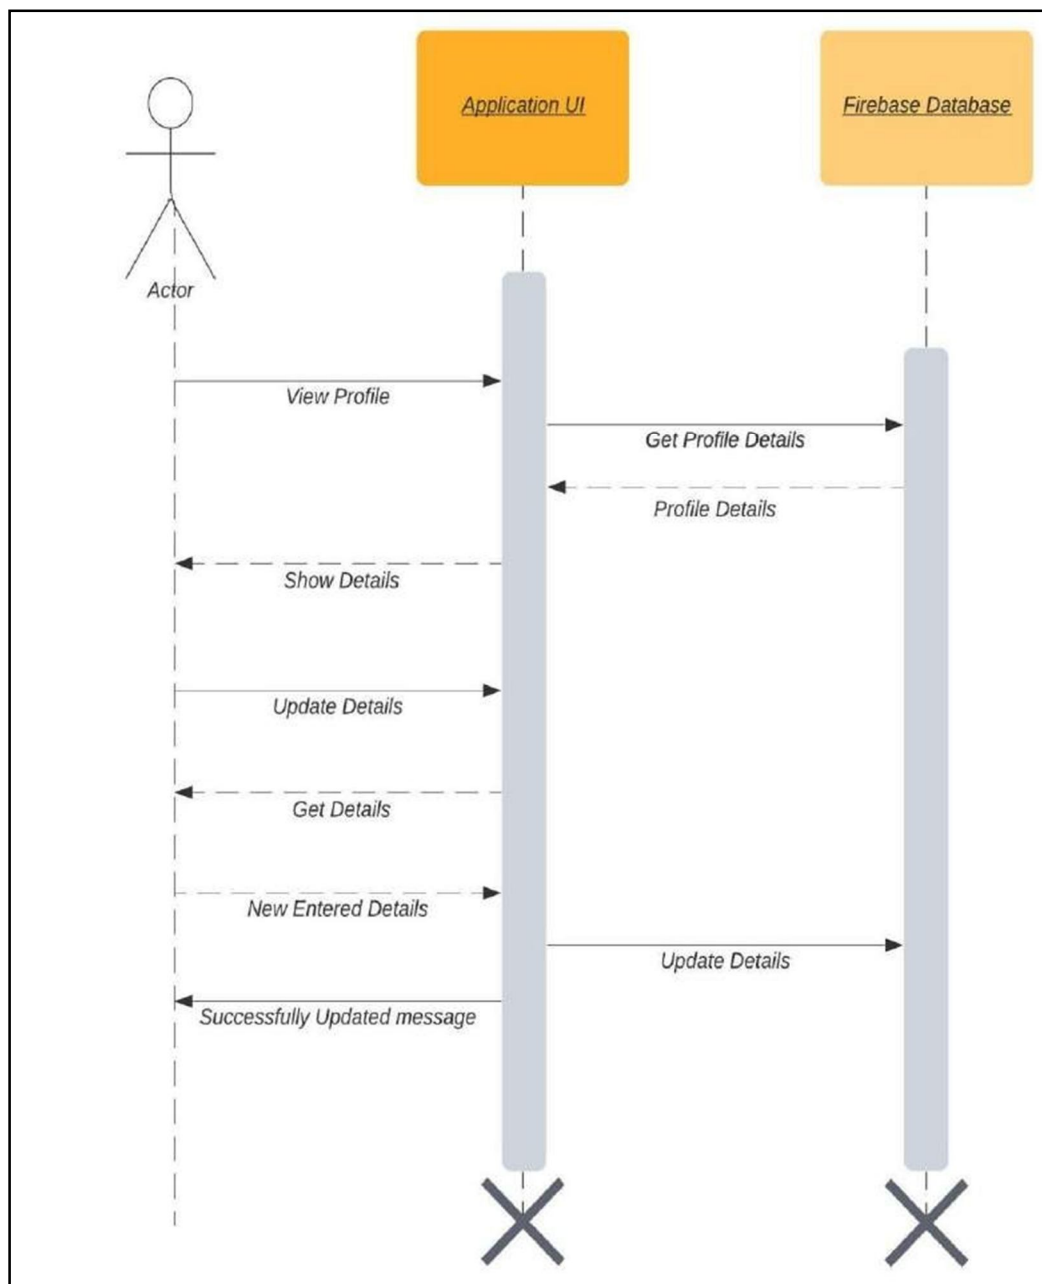 Application UI
Firebase Database
Actor
View Profile
Get Profile Details
Profile Details
Show Details
Update Details
Get Details
New Entered Details
Update Details
Successfully Updated message